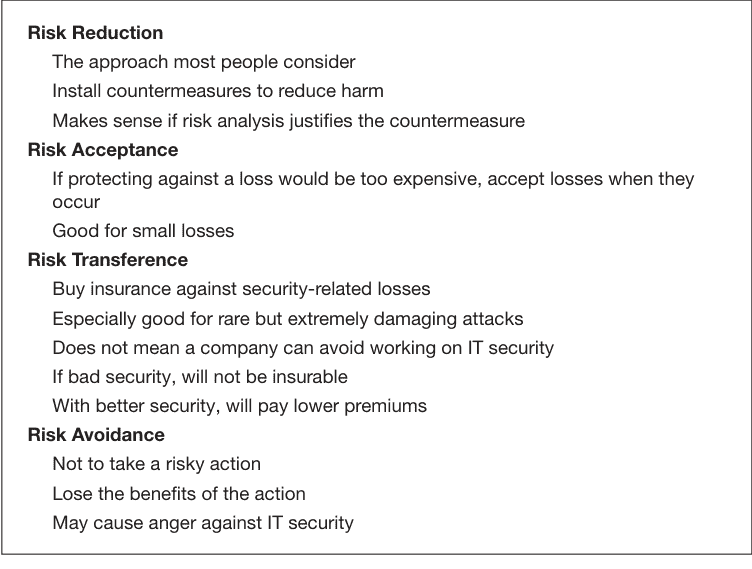 Risk Reduction
The approach most people consider
Install countermeasures to reduce harm
Makes sense if risk analysis justifies the countermeasure
Risk Acceptance
If protecting against a loss would be too expensive, accept losses when they
occur
Good for small losses
Risk Transference
Buy insurance against security-related losses
Especially good for rare but extremely damaging attacks
Does not mean a company can avoid working on IT security
If bad security, will not be insurable
With better security, will pay lower premiums
Risk Avoidance
Not to take a risky action
Lose the benefits of the action
May cause anger against IT security